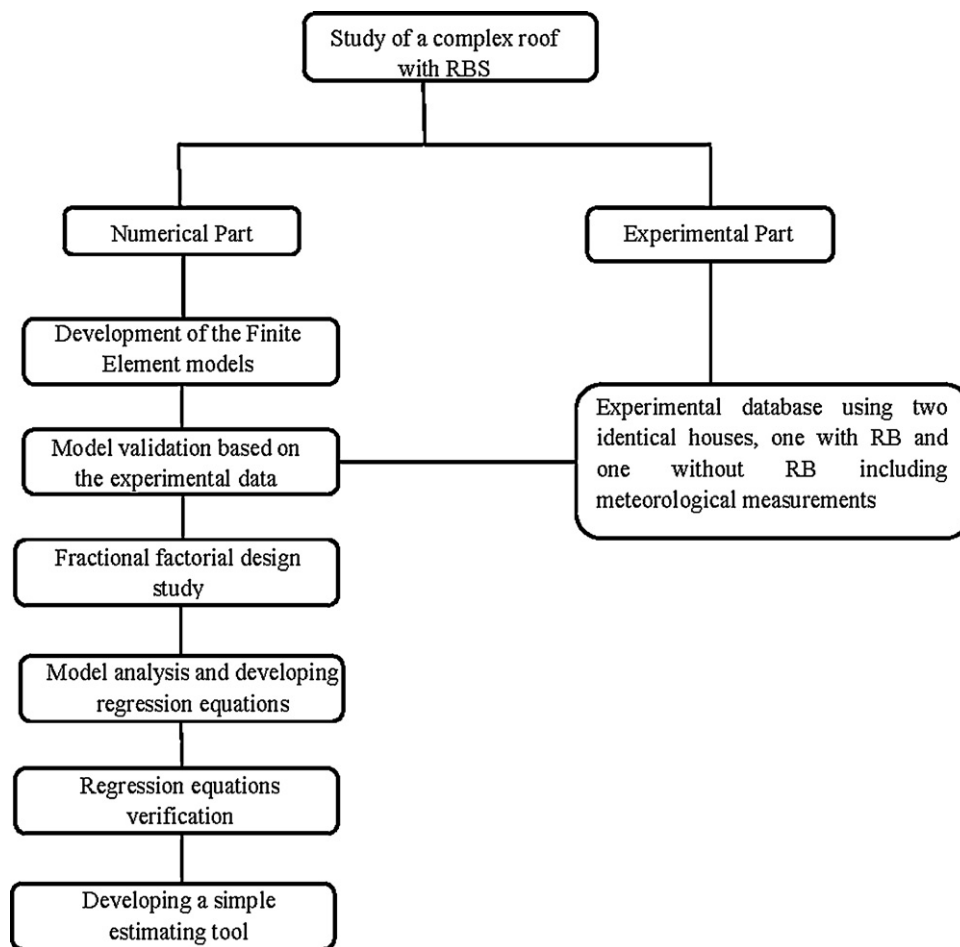 Study of a complex roof
with RBS
Numerical Part
Experimental Part
Development of the Finite
Element models
Experimental database using two
identical houses, one with RB and
one without RB including
meteorological measurements
Model validation based on
the experimental data
Fractional factorial design
study
Model analysis and developing
regression equations
Regression equations
verification
Developing a simple
estimating tool